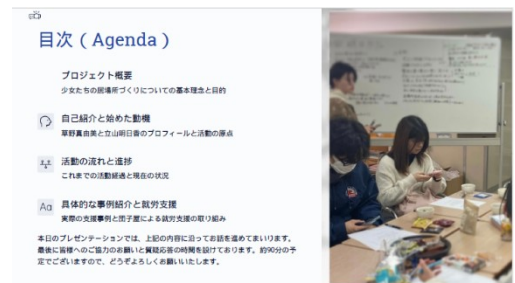 目次（Agenda）
プロジェクト概要
少女たちの居場所づくりについての基本理念と目的
自己紹介と始めた動機
草野真由美と立山明日香のプロフィールと活動の原点
活動の流れと進捗
これまでの活動経過と現在の状況
Aα 具体的な事例紹介と就労支援
実際の支援事例と団子屋による就労支援の取り組み
本日のプレゼンテーションでは、上記の内容に沿ってお話を進めてまいります。
最後に皆様へのご協力のお願いと質疑応答の時間を設けております。約90分の予
定でございますので、どうぞよろしくお願いいたします。